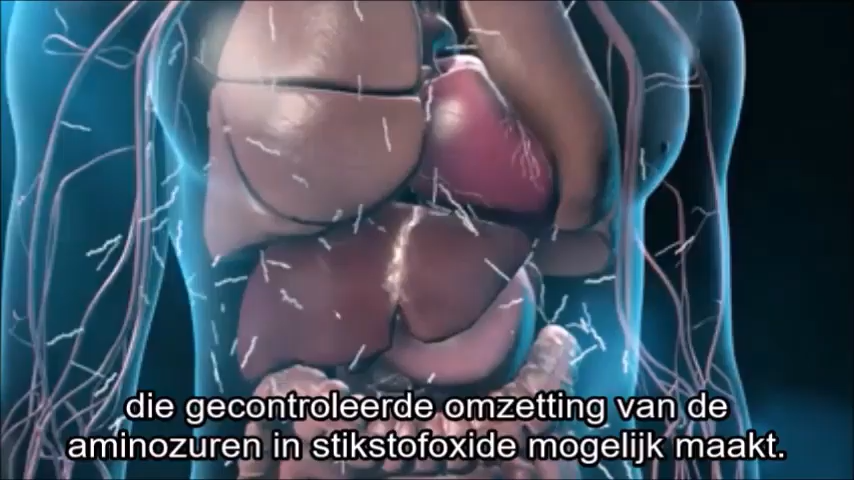 die gecontroleerde omzetting van de
aminozuren in stikstofoxide mogelijk maakt.